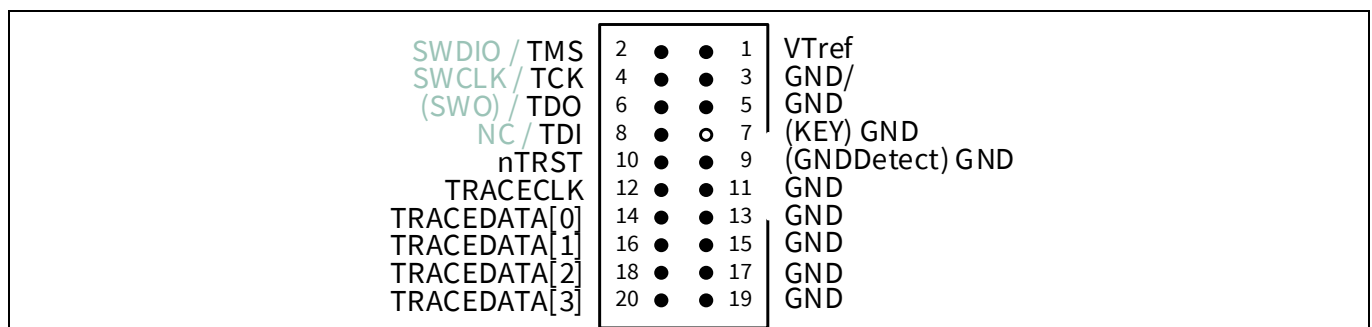 SWDIO / TMS 2 1 VTref
SWCLK / TCK 4 3 GND/
(SWO) / TDO 6 5 GND
NC / TDI 8 7 (KEY) GND
nTRST 10 9 (GNDDetect) GND
TRACECLK 12 11 GND
TRACEDATA[0] 14 13 GND
TRACEDATA[1] 16 15 GND
TRACEDATA[2] 18 17 GND
TRACEDATA[3] 20 19 GND